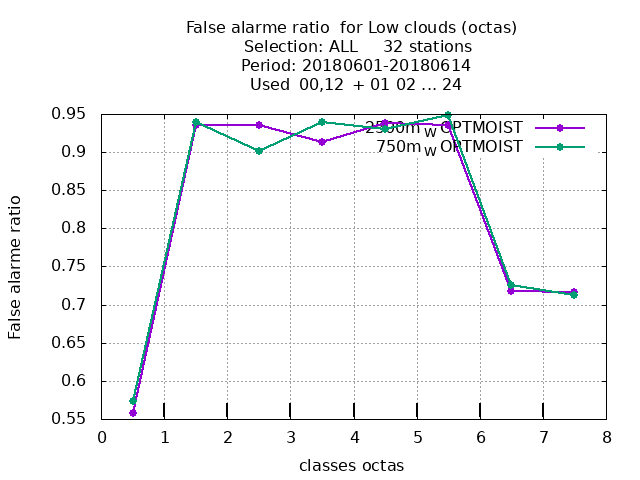 False alarme ratio  for Low clouds (octas)
Selection: ALL     32 stations
Period: 20180601-20180614
Used  00,12  + 01 02 ... 24
2500m W OPTMOIST
750m W OPTMOIST
0.95
0.9
0.85
0.8
0.75
0.7
0.65
0.6
0.55
False alarme ratio
0 1 2 3 4 5 6 7 8
classes octas